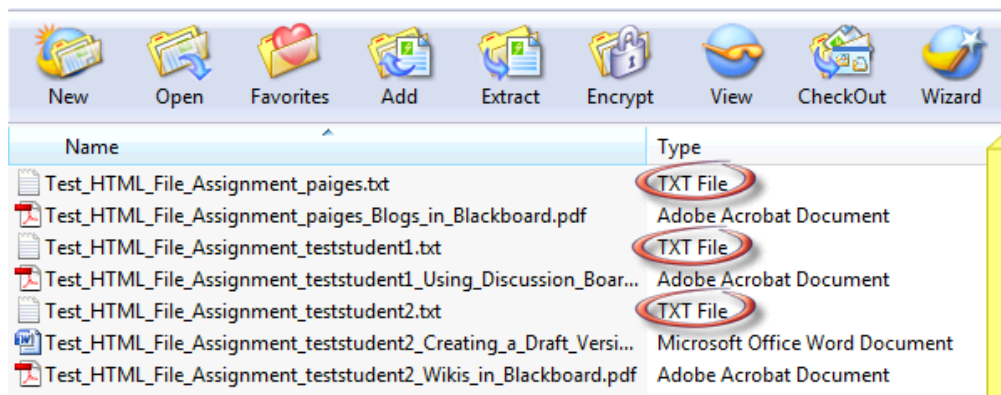 New Open Favorites Add Extract Encrypt View CheckOut Wizard
Name Type
Test_HTML_File_Assignment_paiges.txt TXT File
Test_HTML_File_Assignment_paiges_Blogs_in_Blackboard.pdf Adobe Acrobat Document
Test_HTML_File_Assignment_teststudent1.txt TXT File
Test_HTML_File_Assignment_teststudent1_Using_Discussion_Boar... Adobe Acrobat Document
Test_HTML_File_Assignment_teststudent2.txt TXT File
Test_HTML_File_Assignment_teststudent2_Creating_a_Draft_Versi... Microsoft Office Word Document
Test_HTML_File_Assignment_teststudent2_Wikis_in_Blackboard.pdf Adobe Acrobat Document